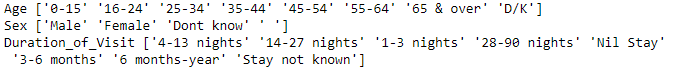 Age ['0-15' '16-24' '25-34' '35-44' '45-54' '55-64' '65 & over' 'D/K']
Sex ['Male' 'Female' 'Dont know' ' ']
Duration_of_Visit ['4-13 nights' '14-27 nights' '1-3 nights' '28-90 nights' 'Nil Stay'
 '3-6 months' '6 months-year' 'Stay not known']